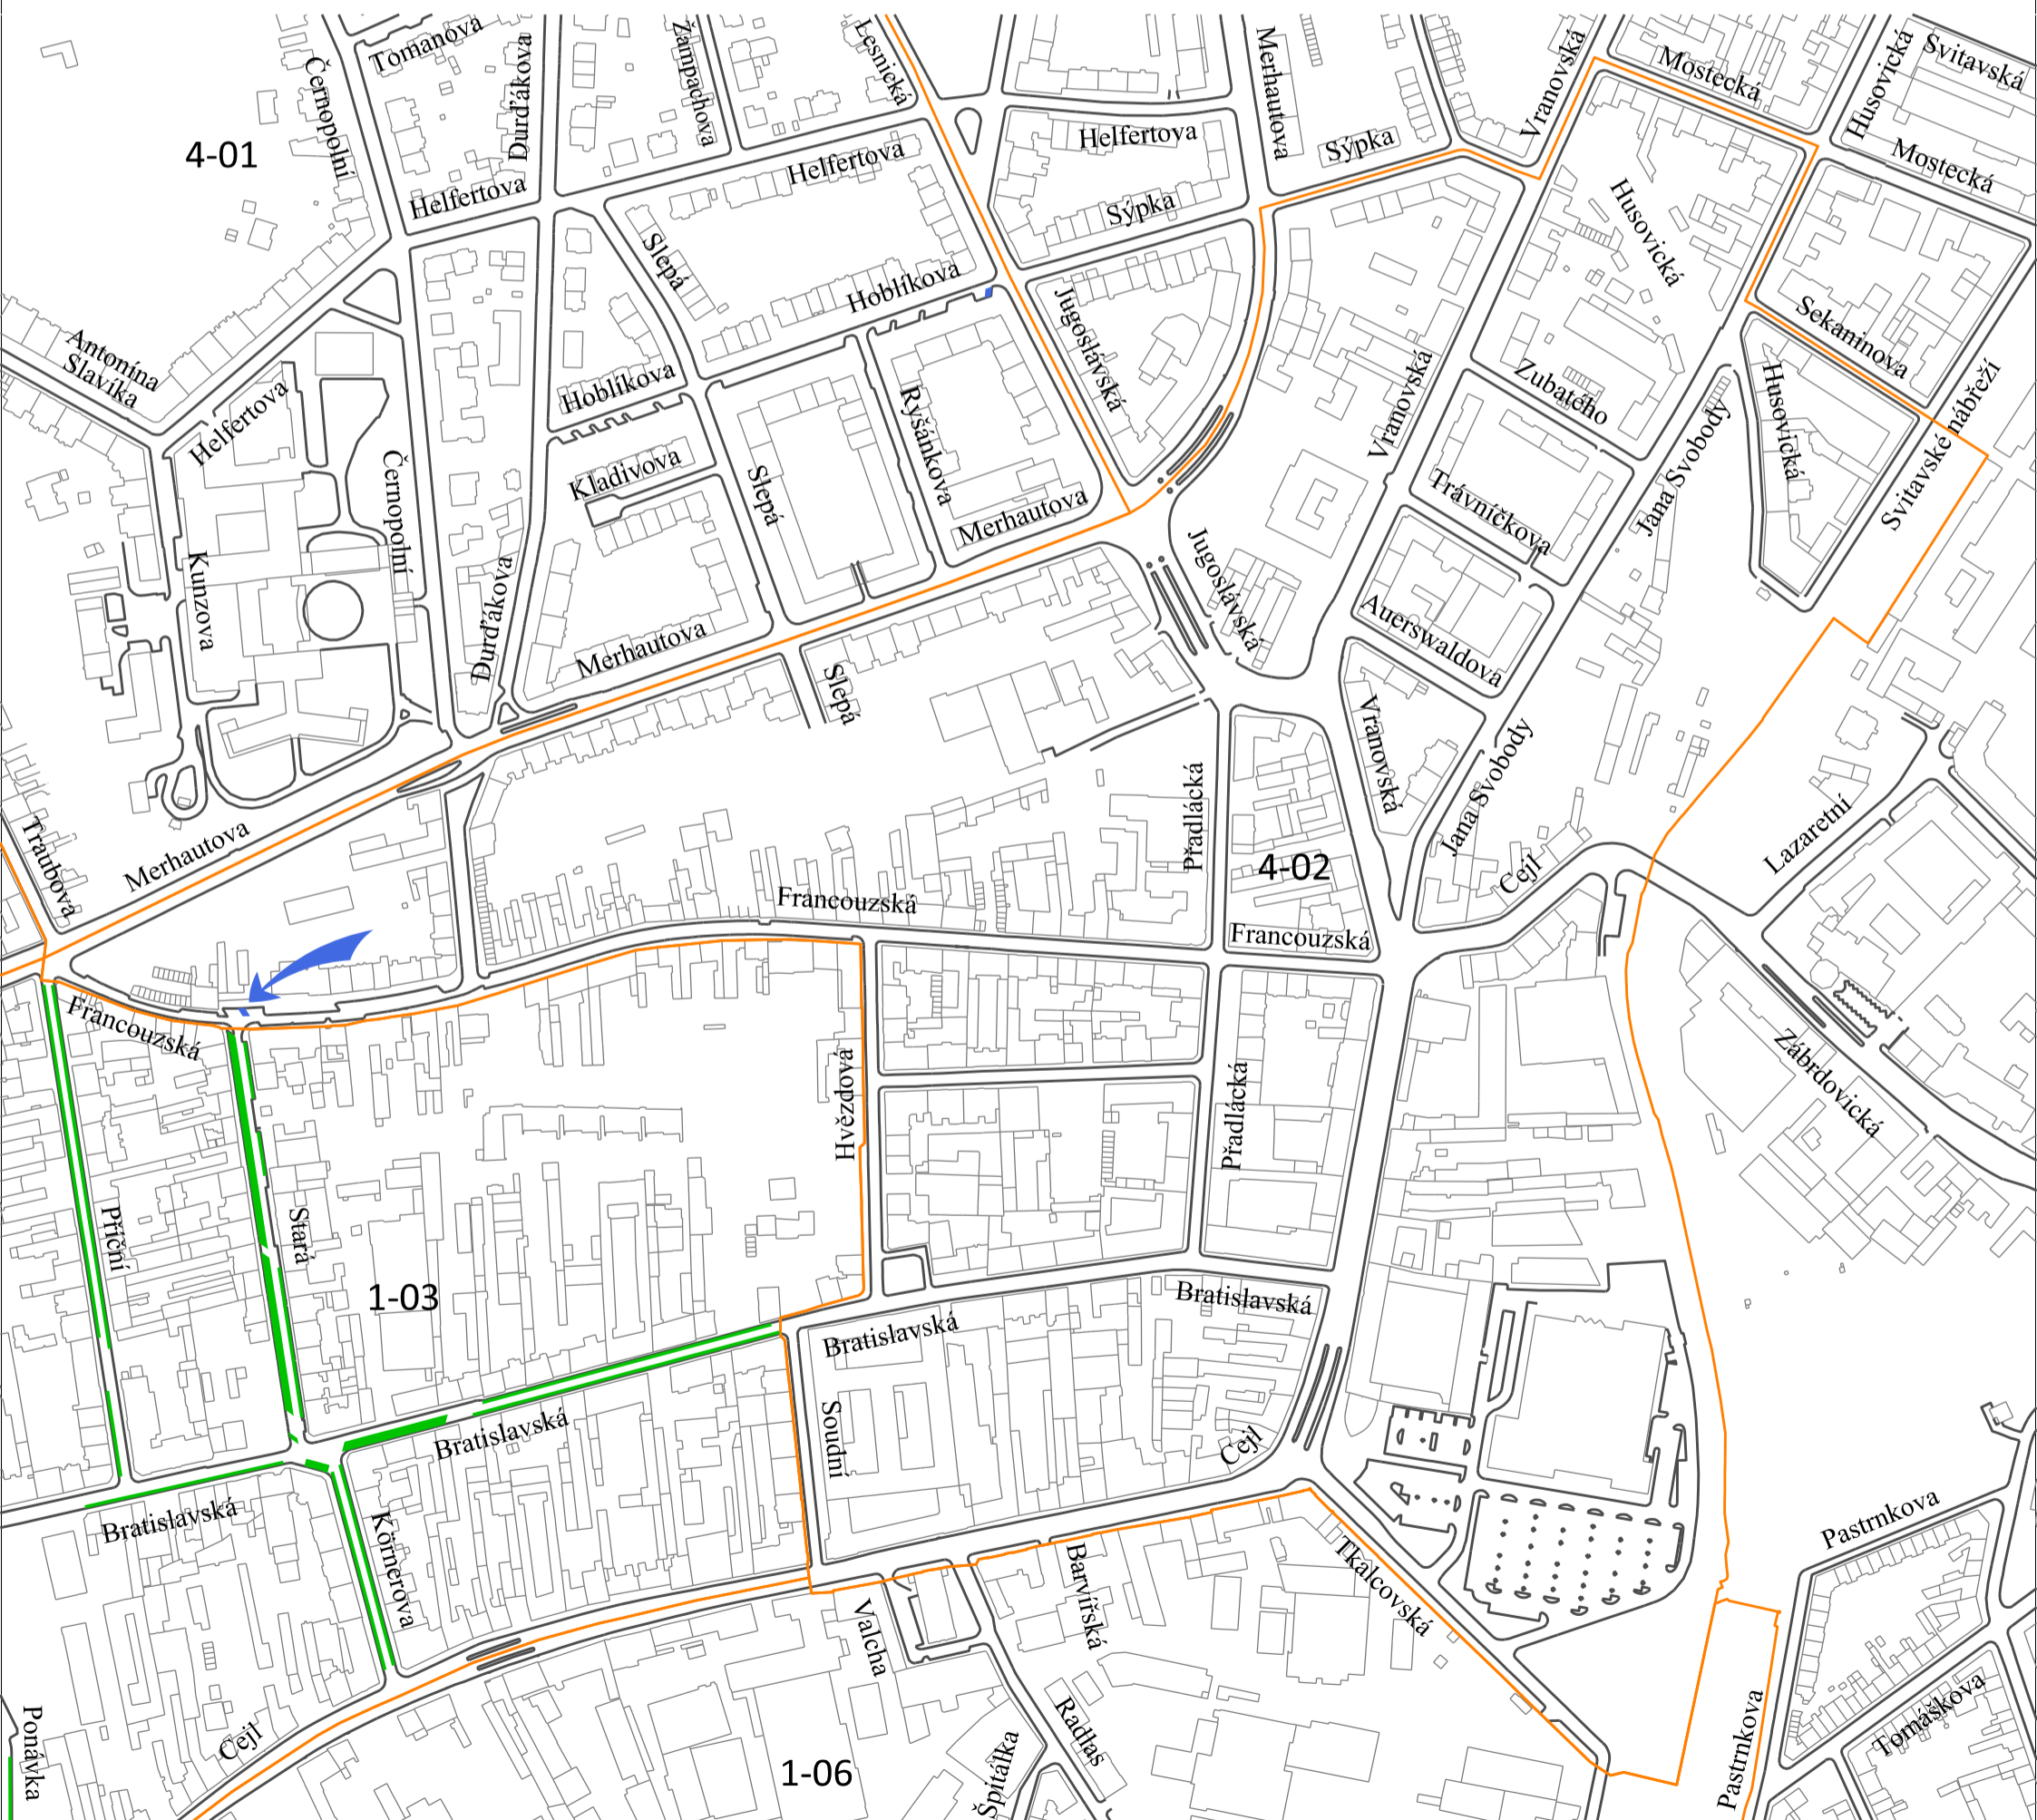 Tomanova
Durďákova
Zampachova
Lesnická
Merhautova
Vranovská
Mostecká
Husovická
Svitavská
Černopolní
4-01
Helfertova
Helfertova
Helfertova
Sýpka
Mostecká
Sýpka
Husovická
Slepá
Hoblíkova
Jugoslávská
Sekaninova
Antonína
Slavíka
Helfertova
Hoblíkova
Ryšánkova
Vranovská
Zubatého
Husovická
Svitavské nábřeží
Černopolní
Kladivova
Slepá
Merhautova
Trávníčkova
Jana Svobody
Kunzova
Durďákova
Merhautova
Jugoslávská
Auerswaldova
Slepá
Vranovská
Jana Svobody
Přadlácká
Traubova
Merhautova
Francouzská
4-02
Cejl
Lazaretní
Francouzská
Francouzská
Hvězdová
Přadlácká
Zábrdovická
Příční
Stará
1-03
Bratislavská
Bratislavská
Bratislavská
Soudní
Cejl
Bratislavská
Körnerova
Barvířská
Tkalcovská
Pastrnkova
Valcha
Radlas
Ponávka
Cejl
1-06
Špitálka
Pastrnkova
Tomáškova